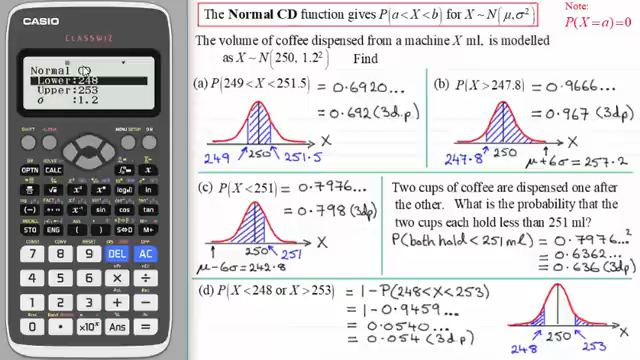 The Normal CD function gives P(a < X < b) for X ~ N(μ, σ²)
Note:
P(X = a) = 0
The volume of coffee dispensed from a machine X ml, is modelled
as X ~ N(250, 1.2²) Find
(a) P(249 < X < 251.5) = 0.6920...
= 0.692 (3d.p)
249 250 251.5 X
(b) P(X > 247.8) = 0.9666...
= 0.967 (3dp)
247.8 250 X
μ+6σ = 257.2
(c) P(X < 251) = 0.7976...
= 0.798 (3dp)
250 251 X
μ-6σ = 242.8
Two cups of coffee are dispensed one after
the other. What is the probability that the
two cups each hold less than 251 ml?
P(both hold < 251 ml) = 0.7976...²
= 0.6362...
= 0.636 (3dp)
(d) P(X < 248 or X > 253) = 1 - P(248 < X < 253)
= 1 - 0.9459...
= 0.0540...
= 0.054 (3dp)
248 250 253 X
CASIO
CLASSWIZ
Normal CD
Lower:248
Upper:253
σ :1.2
SHIFT ALPHA MENU/SETUP ON
OPTN CALC
(-)
sin cos tan
STO ENG ( ) S⇔D M+
7 8 9 DEL AC
4 5 6 × ÷
1 2 3 + −
0 . ×10ˣ Ans =